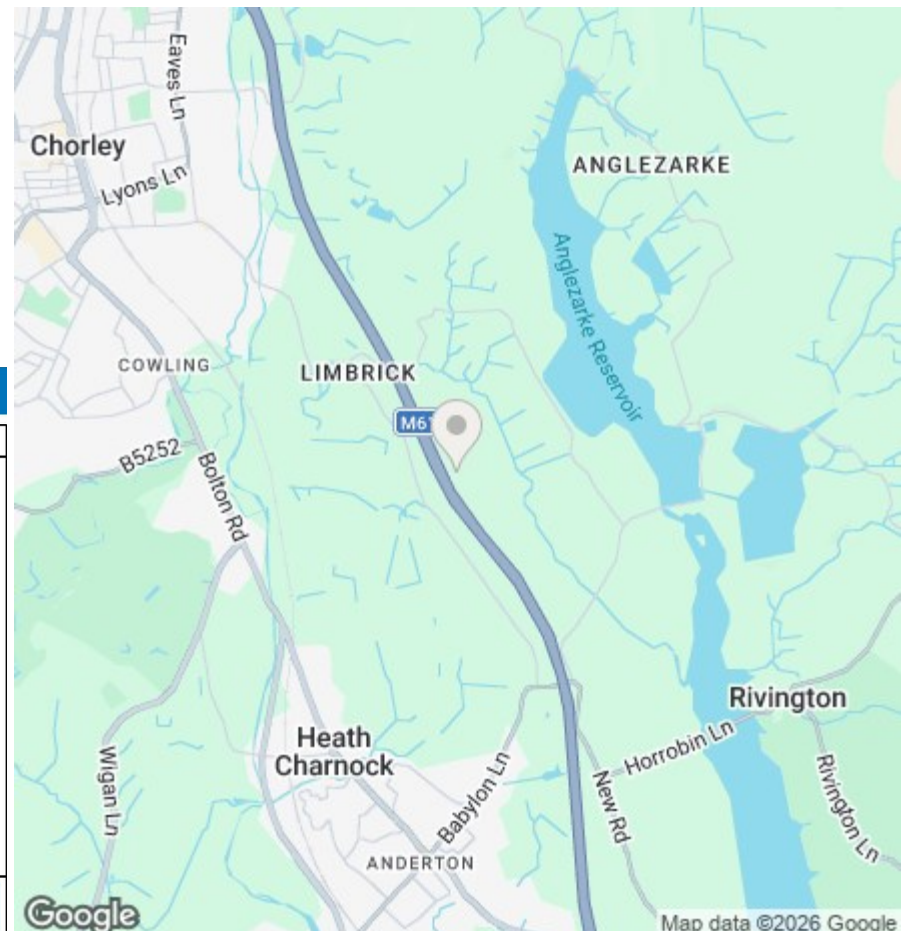 Eaves Ln
Chorley
Lyons Ln
ANGLEZARKE
Anglezarke Reservoir
COWLING
LIMBRICK
M61
B5252
Bolton Rd
Wigan Ln
Heath
Charnock
Babylon Ln
ANDERTON
New Rd
Horrobin Ln
Rivington
Rivington Ln
Google
Map data ©2026 Google